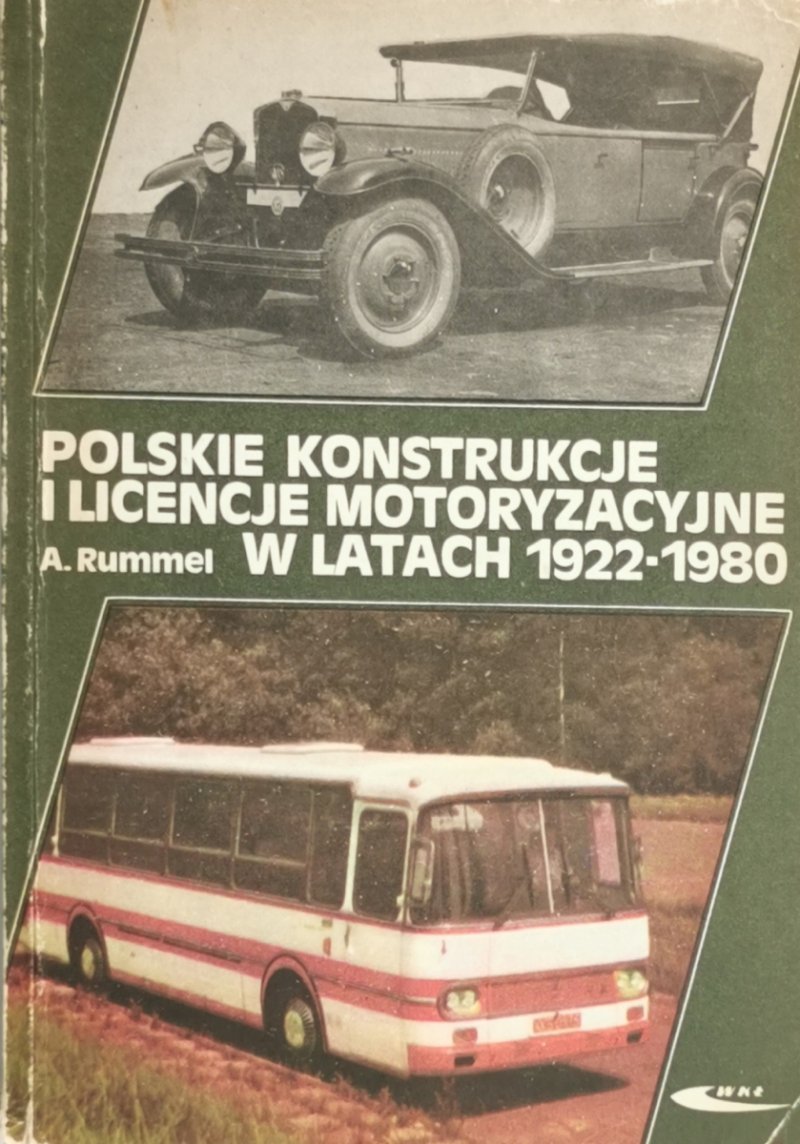 POLSKIE KONSTRUKCJE
I LICENCJE MOTORYZACYJNE
A. Rummel W LATACH 1922-1980
WKŁ